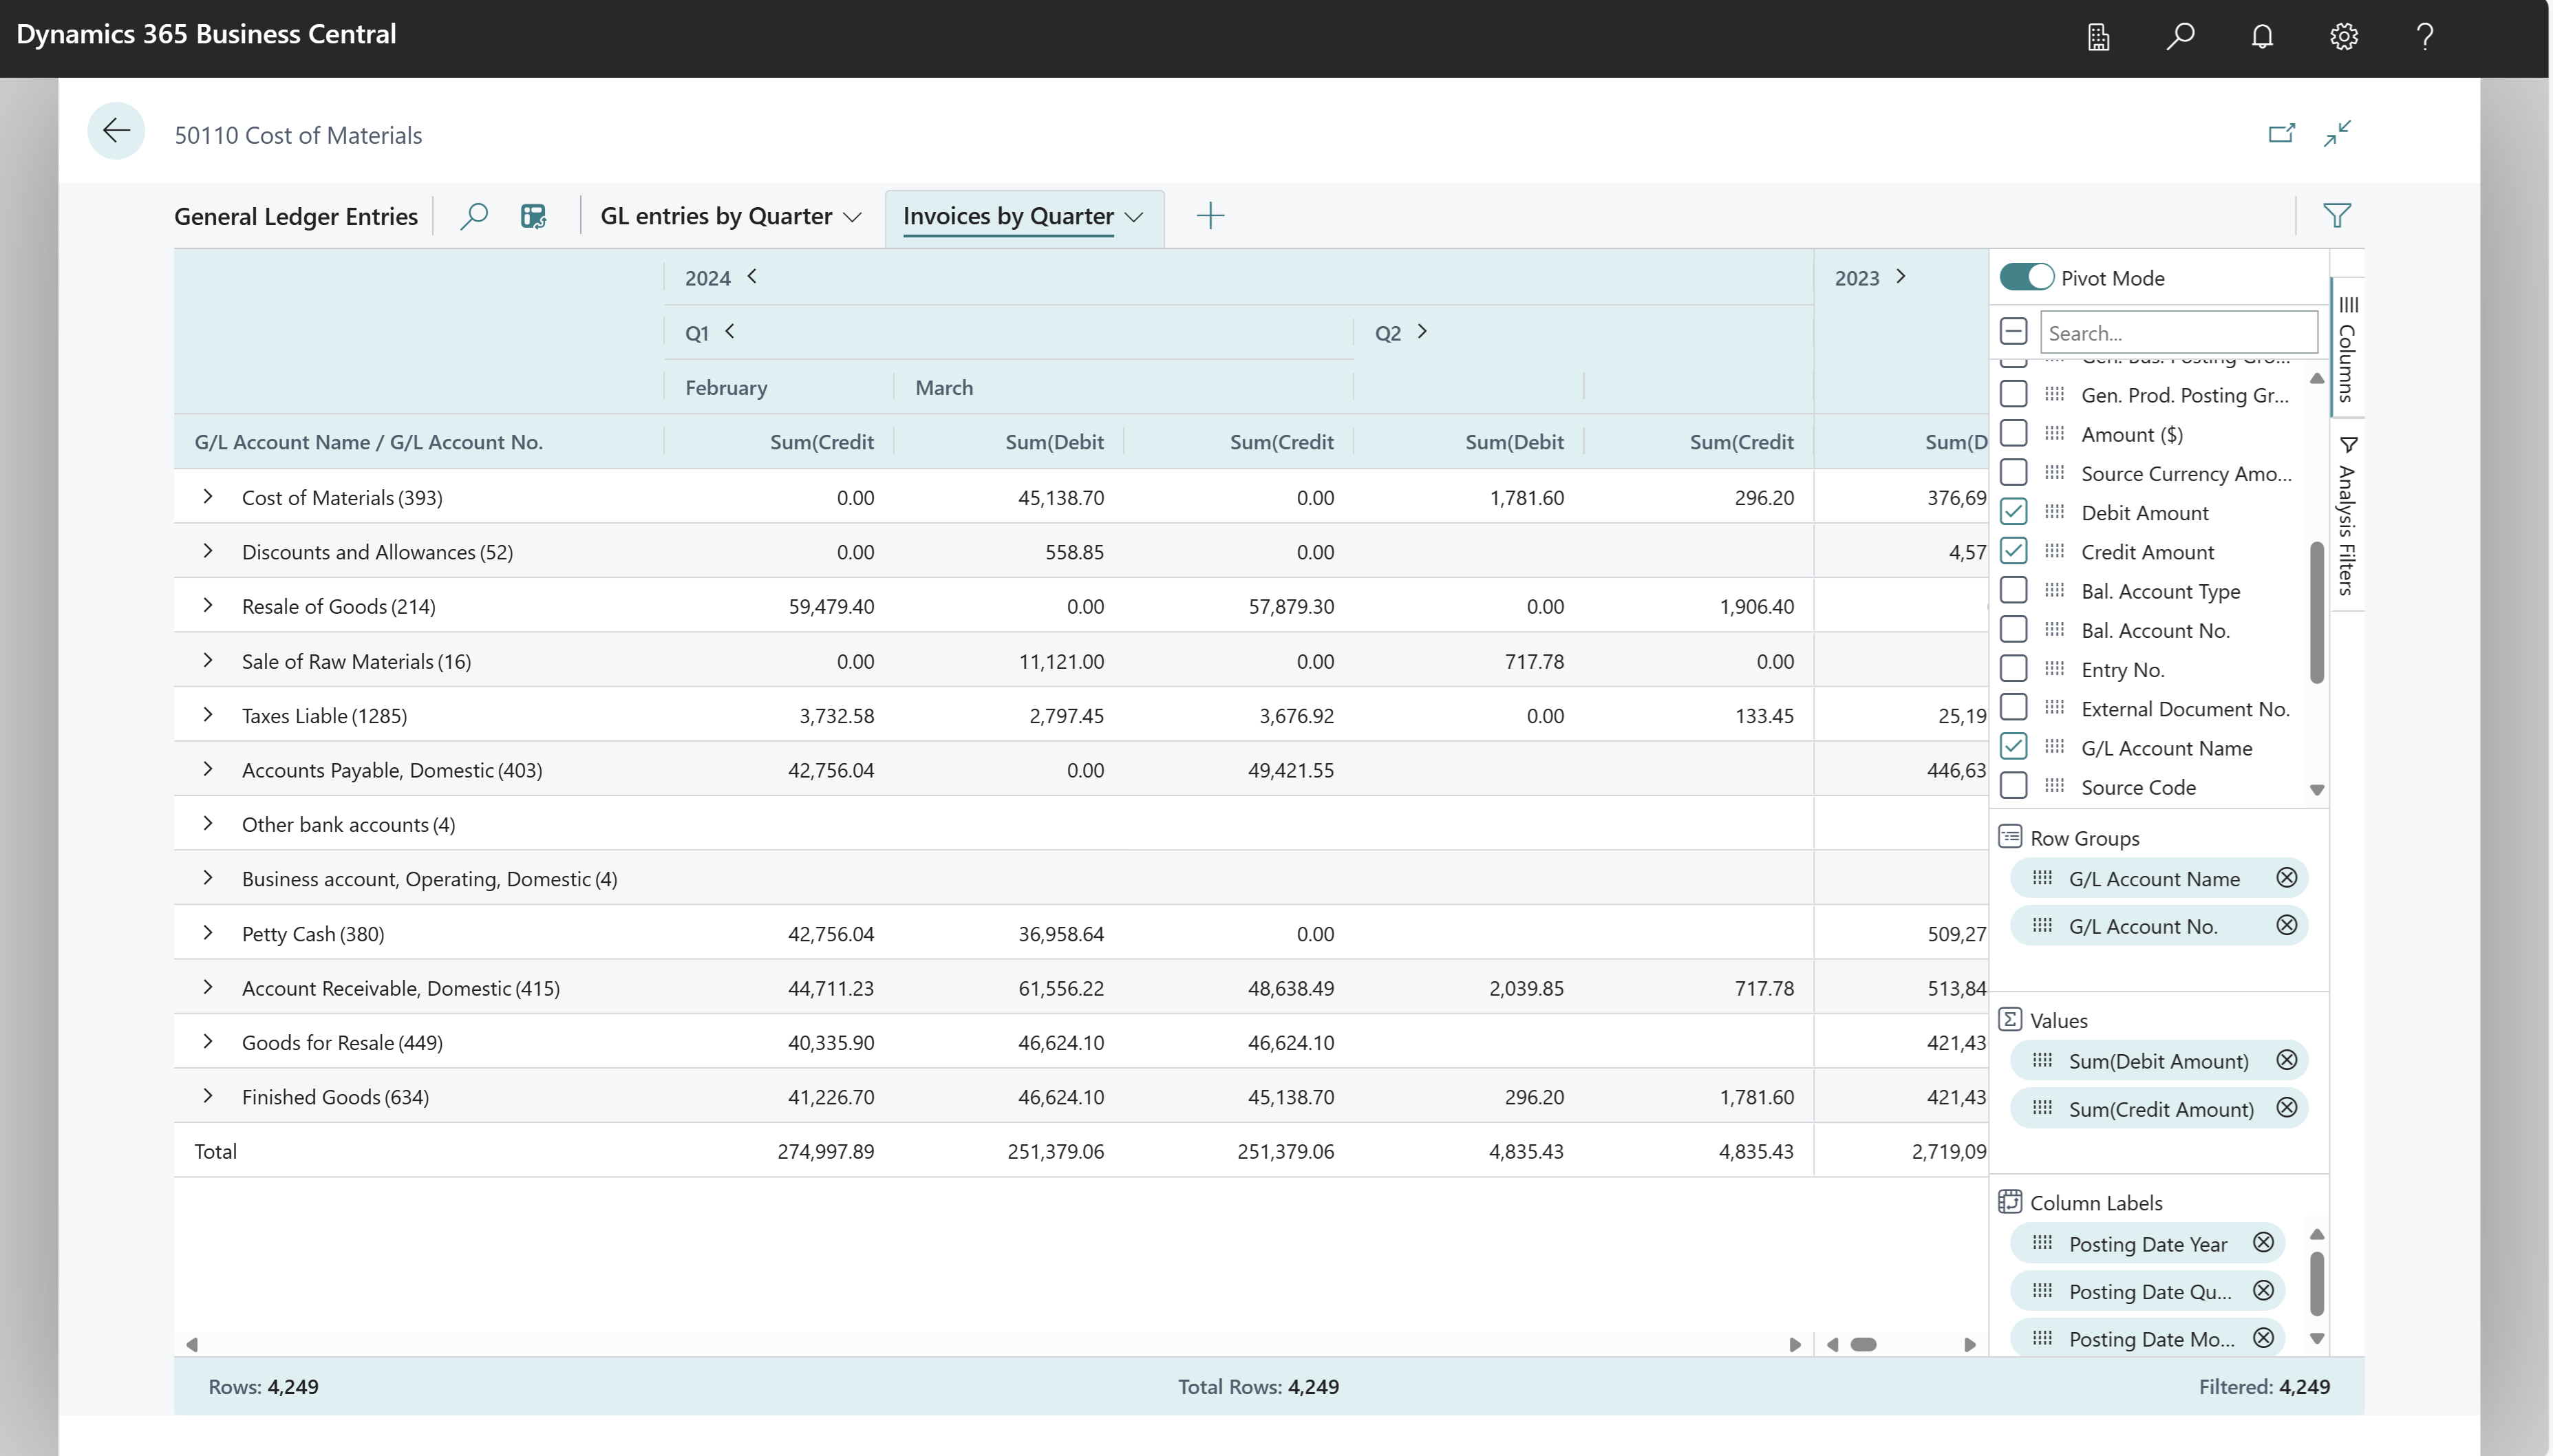 Dynamics 365 Business Central
50110 Cost of Materials
General Ledger Entries GL entries by Quarter Invoices by Quarter
2024 2023
Q1 Q2
February March
G/L Account Name / G/L Account No. Sum(Credit Sum(Debit Sum(Credit Sum(Debit Sum(Credit Sum(D
Cost of Materials (393) 0.00 45,138.70 0.00 1,781.60 296.20 376,69
Discounts and Allowances (52) 0.00 558.85 0.00 4,57
Resale of Goods (214) 59,479.40 0.00 57,879.30 0.00 1,906.40
Sale of Raw Materials (16) 0.00 11,121.00 0.00 717.78 0.00
Taxes Liable (1285) 3,732.58 2,797.45 3,676.92 0.00 133.45 25,19
Accounts Payable, Domestic (403) 42,756.04 0.00 49,421.55 446,63
Other bank accounts (4)
Business account, Operating, Domestic (4)
Petty Cash (380) 42,756.04 36,958.64 0.00 509,27
Account Receivable, Domestic (415) 44,711.23 61,556.22 48,638.49 2,039.85 717.78 513,84
Goods for Resale (449) 40,335.90 46,624.10 46,624.10 421,43
Finished Goods (634) 41,226.70 46,624.10 45,138.70 296.20 1,781.60 421,43
Total 274,997.89 251,379.06 251,379.06 4,835.43 4,835.43 2,719,09
Pivot Mode
Search...
Gen. Bus. Posting Gro...
Gen. Prod. Posting Gr...
Amount ($)
Source Currency Amo...
Debit Amount
Credit Amount
Bal. Account Type
Bal. Account No.
Entry No.
External Document No.
G/L Account Name
Source Code
Row Groups
G/L Account Name
G/L Account No.
Values
Sum(Debit Amount)
Sum(Credit Amount)
Column Labels
Posting Date Year
Posting Date Qu...
Posting Date Mo...
Columns
Analysis Filters
Rows: 4,249 Total Rows: 4,249 Filtered: 4,249